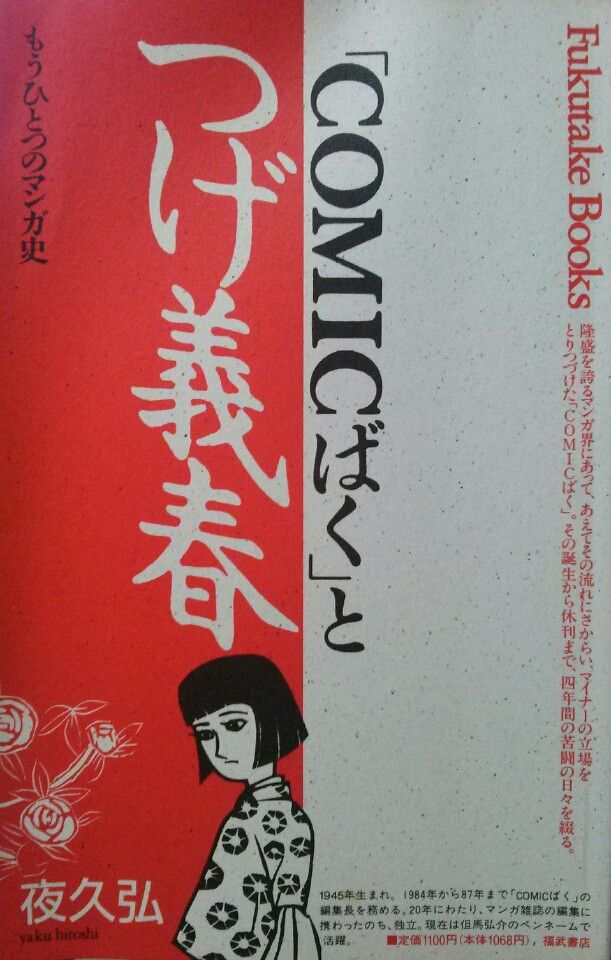 Fukutake Books
隆盛を誇るマンガ界にあって、あえてその流れにさからい、マイナーの立場を
とりつづけた「COMICばく」。その誕生から休刊まで、四年間の苦闘の日々を綴る。
「COMICばく」と
つげ義春
もうひとつのマンガ史
夜久弘
yaku hiroshi
1945年生まれ。1984年から87年まで「COMICばく」の
編集長を務める。20年にわたり、マンガ雑誌の編集に
携わったのち、独立。現在は但馬弘介のペンネームで
活躍。 ■定価1100円(本体1068円)，福武書店